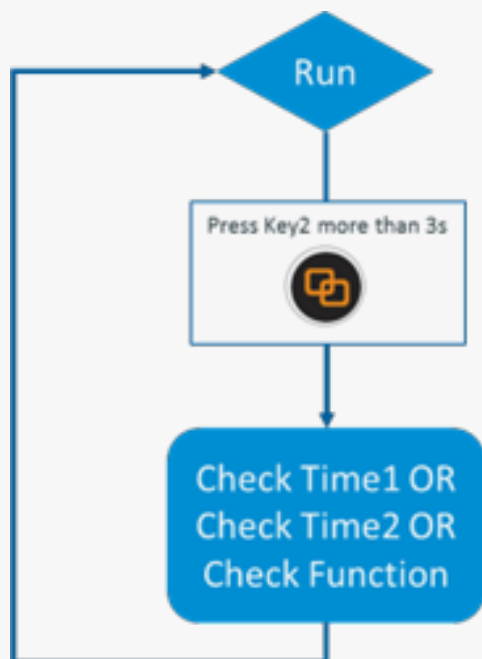 Run
Press Key2 more than 3s
Check Time1 OR
Check Time2 OR
Check Function